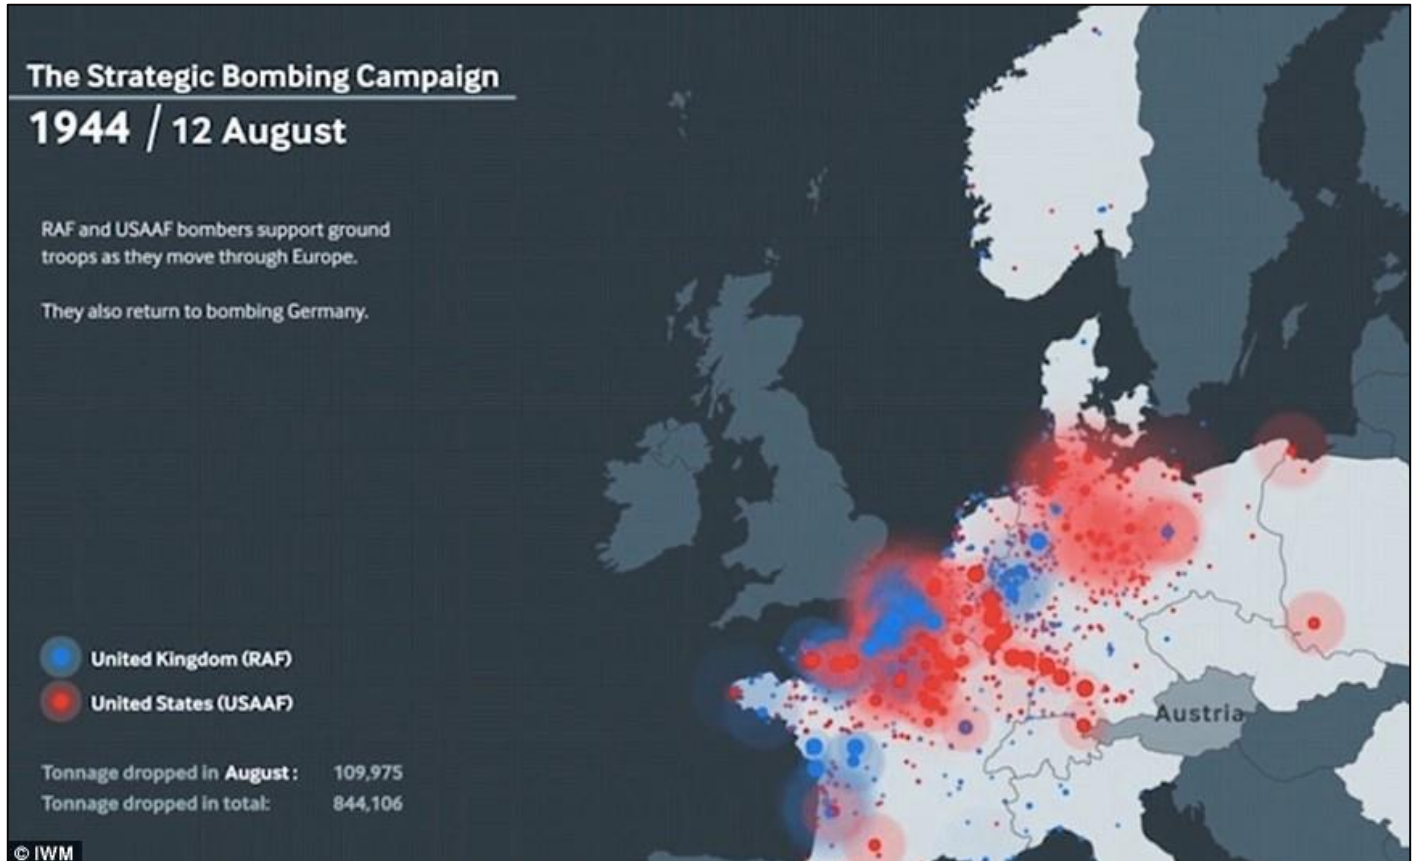 The Strategic Bombing Campaign
1944 / 12 August
RAF and USAAF bombers support ground
troops as they move through Europe.
They also return to bombing Germany.
United Kingdom (RAF)
United States (USAAF)
Tonnage dropped in August: 109,975
Tonnage dropped in total: 844,106
Austria
© IWM